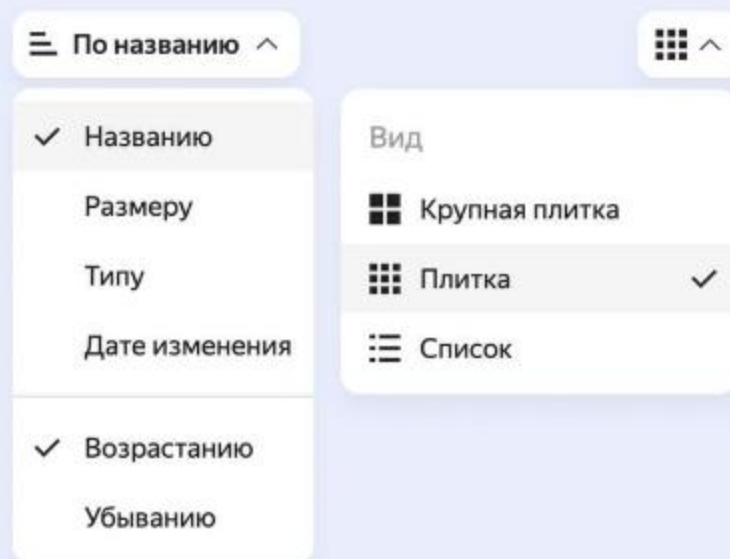 По названию
Названию
Размеру
Типу
Дате изменения
Возрастанию
Убыванию
Вид
Крупная плитка
Плитка
Список